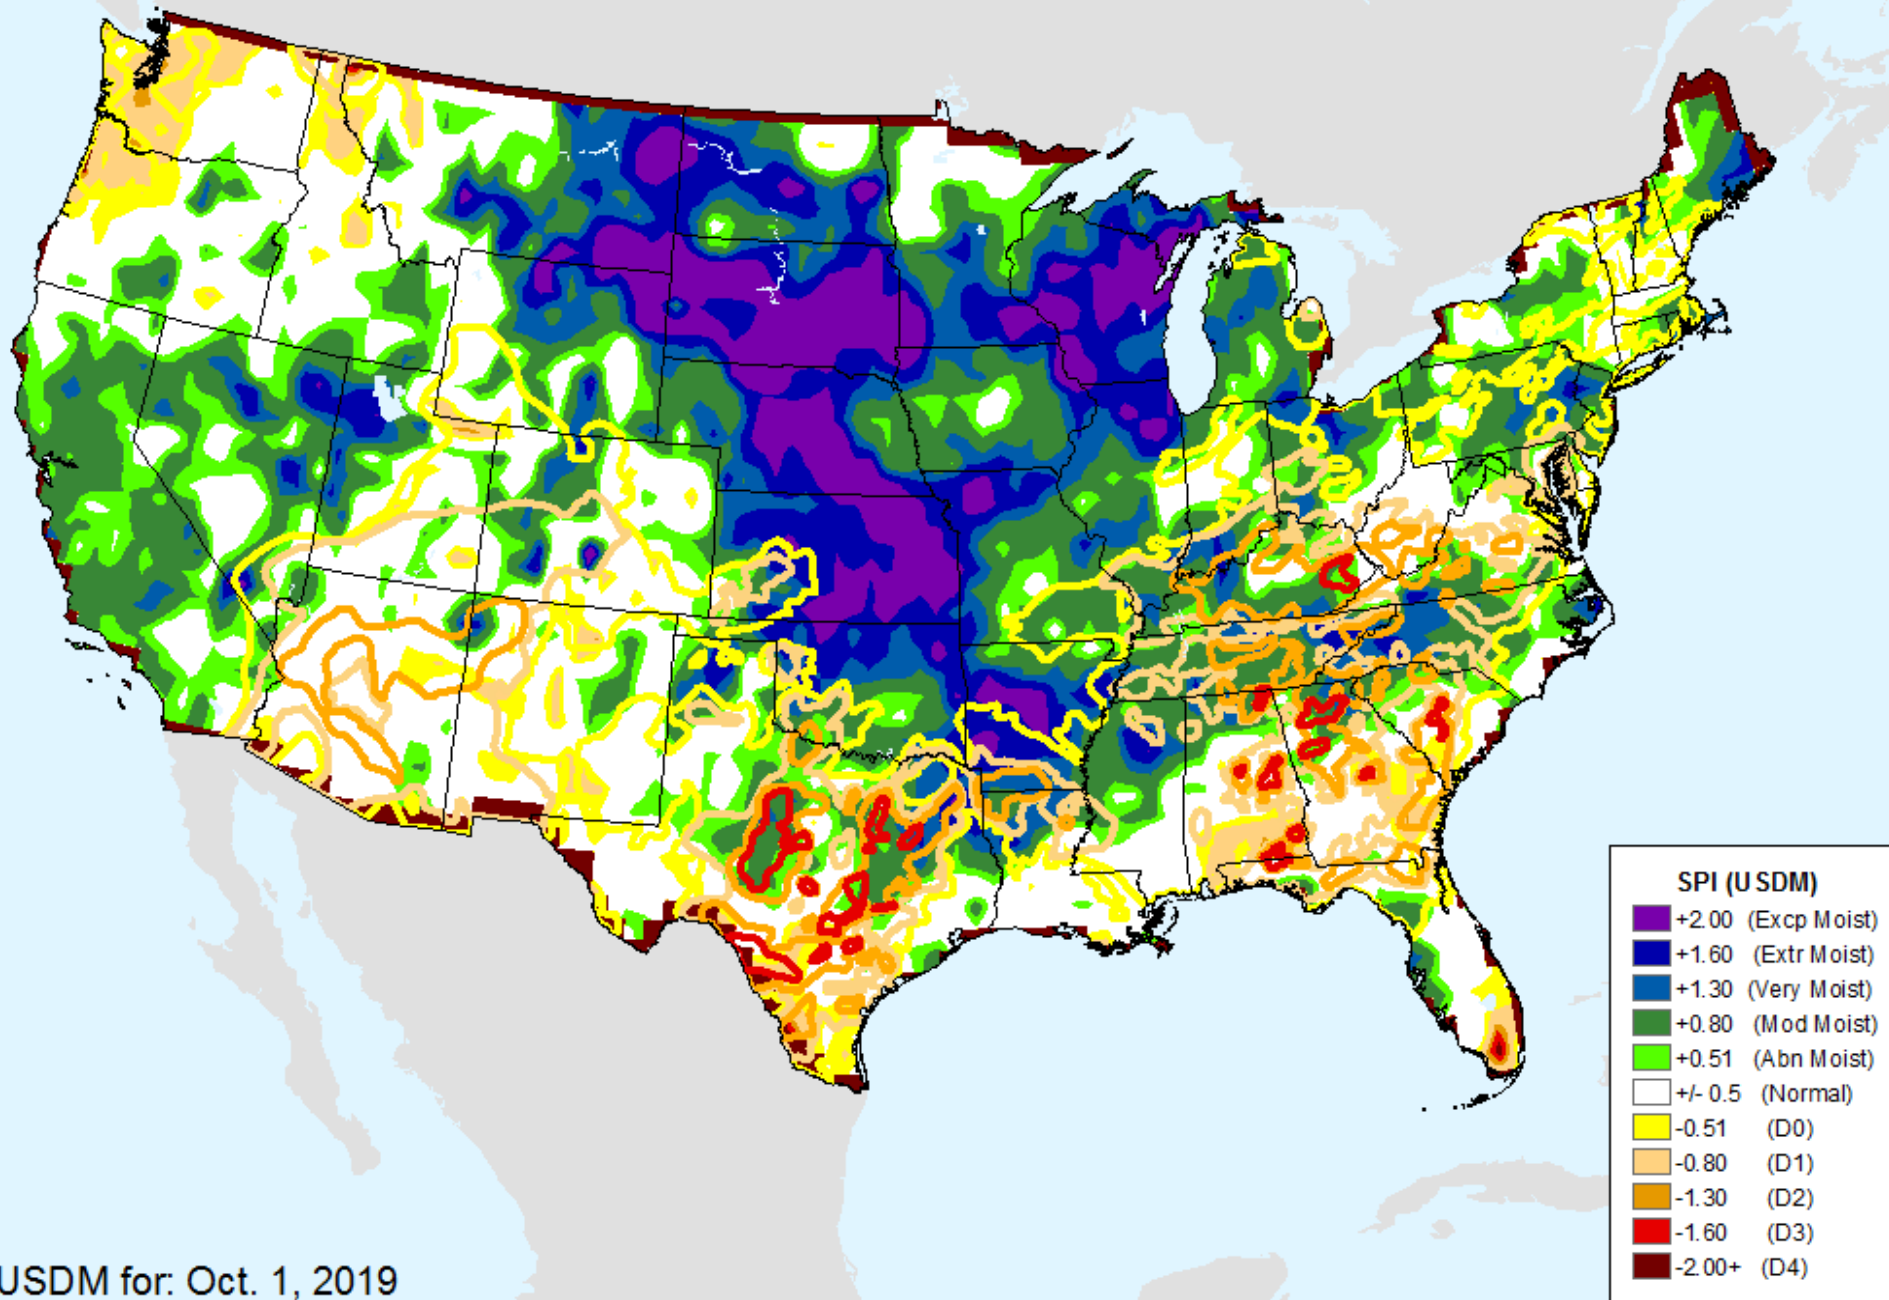 SPI (USDM)
+2.00 (Excp Moist)
+1.60 (Extr Moist)
+1.30 (Very Moist)
+0.80 (Mod Moist)
+0.51 (Abn Moist)
+/- 0.5 (Normal)
-0.51 (D0)
-0.80 (D1)
-1.30 (D2)
-1.60 (D3)
-2.00+ (D4)
USDM for: Oct. 1, 2019